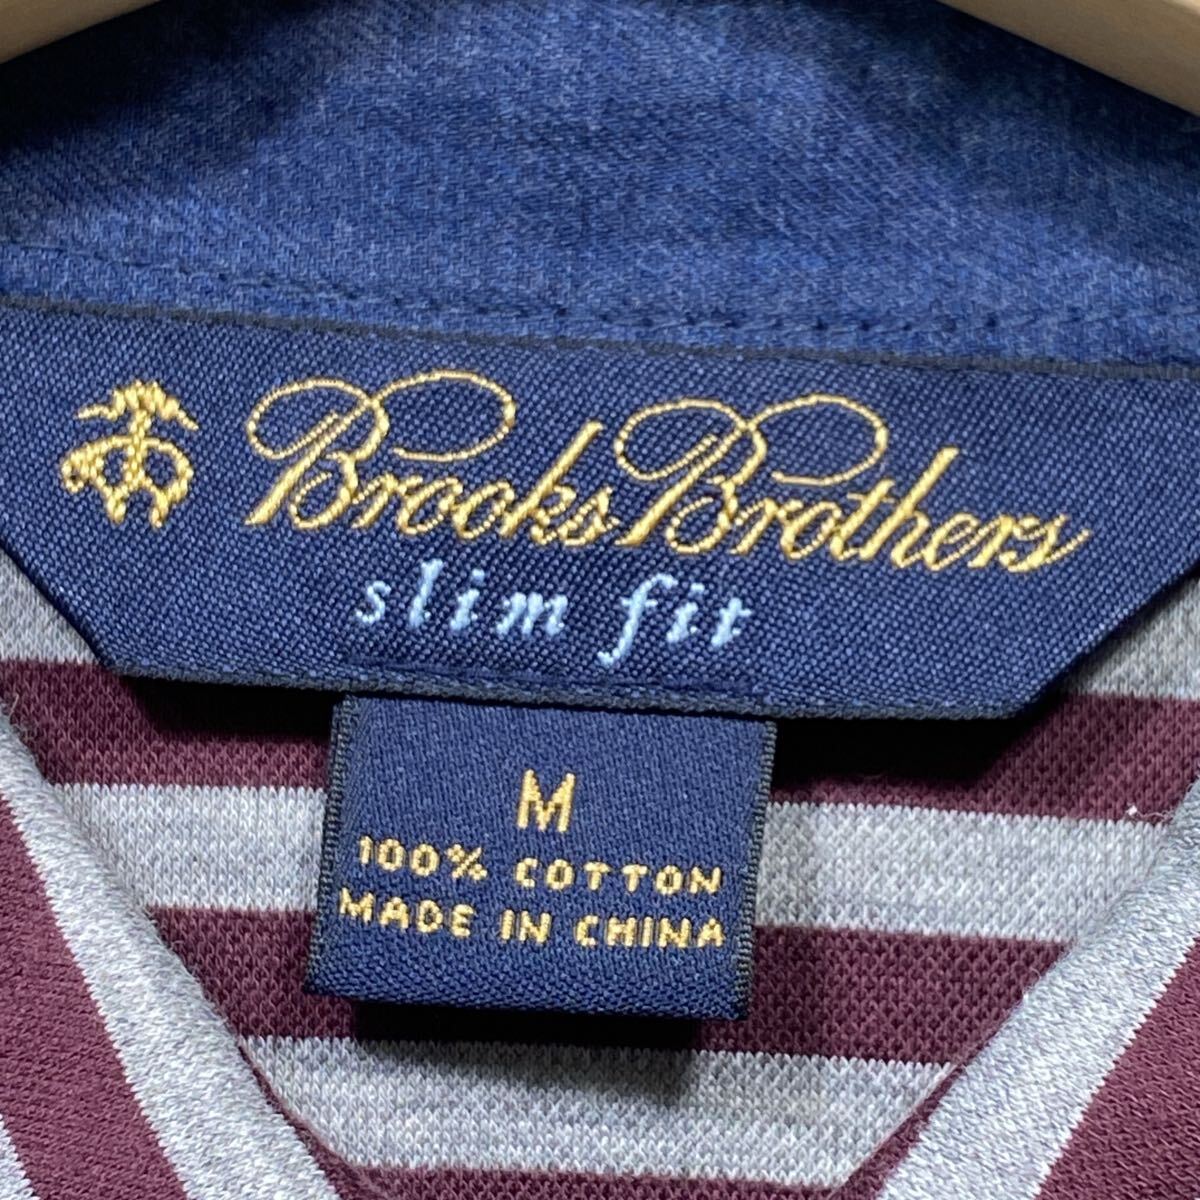 Brooks Brothers
slim fit
M
100% COTTON
MADE IN CHINA